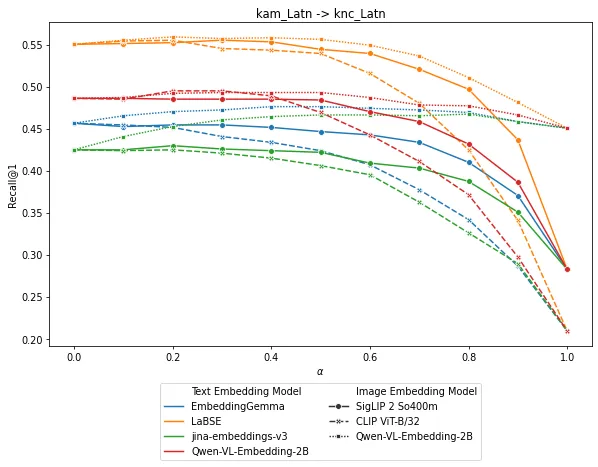 kam_Latn -> knc_Latn
Recall@1
0.55
0.50
0.45
0.40
0.35
0.30
0.25
0.20
0.0 0.2 0.4 0.6 0.8 1.0
α
Text Embedding Model Image Embedding Model
EmbeddingGemma SigLIP 2 So400m
LaBSE CLIP ViT-B/32
jina-embeddings-v3 Qwen-VL-Embedding-2B
Qwen-VL-Embedding-2B